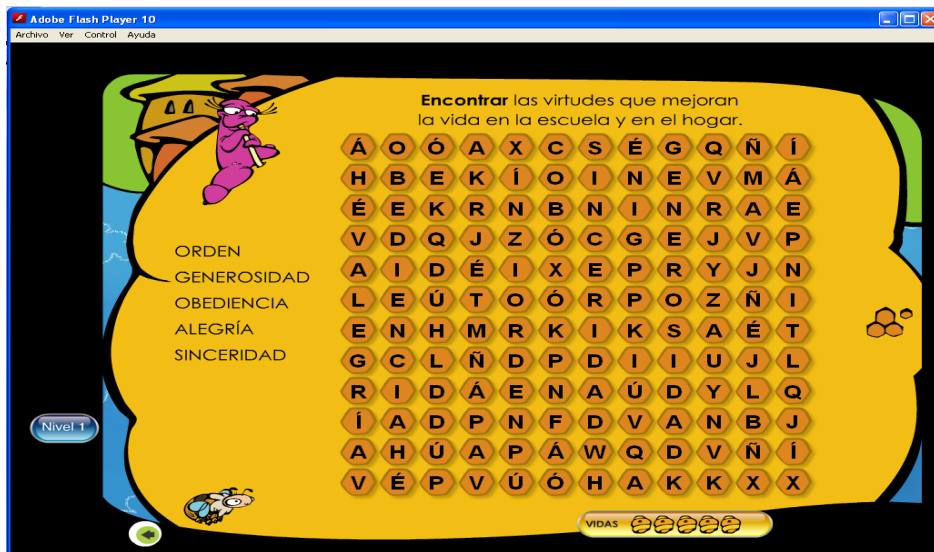 Adobe Flash Player 10
Archivo Ver Control Ayuda
Encontrar las virtudes que mejoran
la vida en la escuela y en el hogar.
Á O Ó A X C S É G Q Ñ Í
H B E K Í O I N E V M Á
É E K R N B N I N R A E
V D Q J Z Ó C G E J V P
A I D É I X E P R Y J N
L E Ú T O Ó R P O Z Ñ I
E N H M R K I K S A É T
G C L Ñ D P D I I U J L
R I D Á E N A Ú D Y L Q
Í A D P N F D V A N B J
A H Ú A P Á W Q D V Ñ Í
V É P V Ú Ó H A K K X X
ORDEN
GENEROSIDAD
OBEDIENCIA
ALEGRÍA
SINCERIDAD
Nivel 1
VIDAS